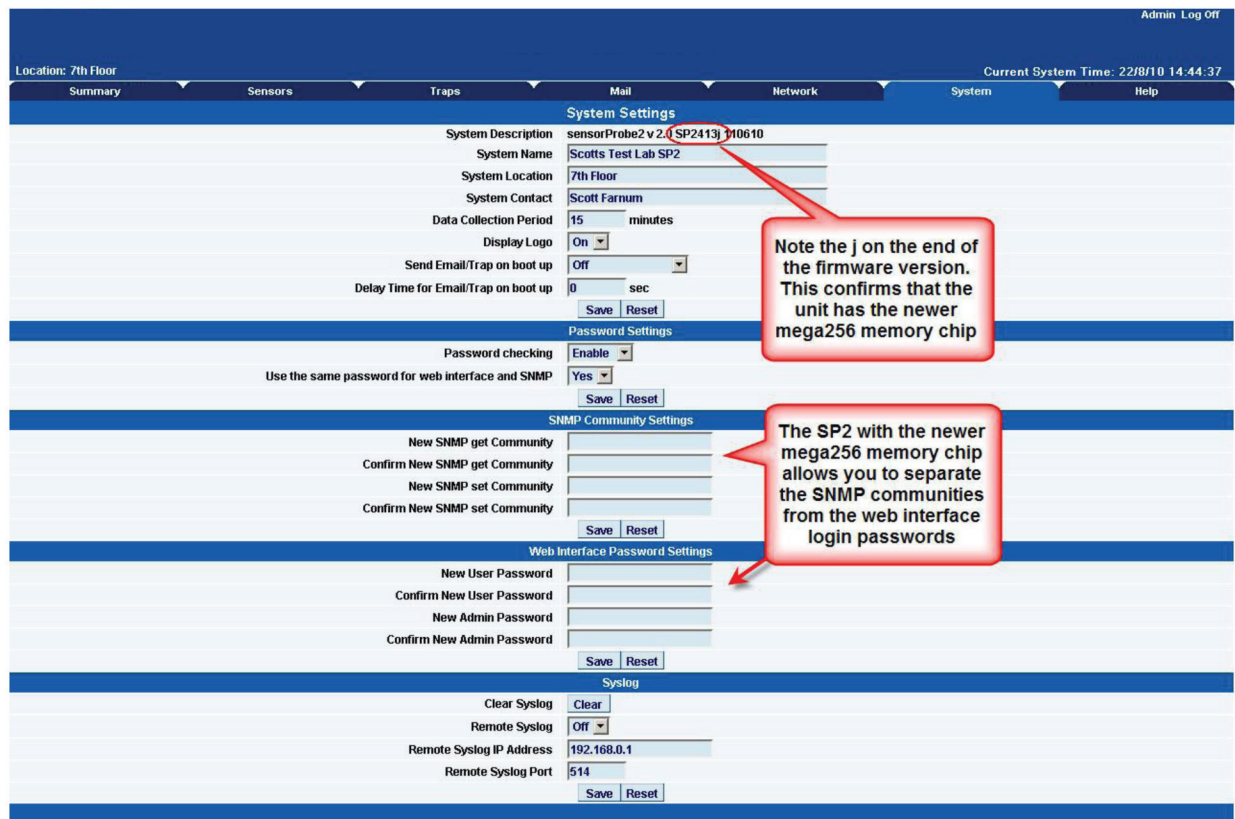 Admin Log Off
Location: 7th Floor Current System Time: 22/8/10 14:44:37
Summary Sensors Traps Mail Network System Help
System Settings
System Description sensorProbe2 v 2.0 SP2413j 110610
System Name Scotts Test Lab SP2
System Location 7th Floor
System Contact Scott Farnum
Data Collection Period 15 minutes
Display Logo On
Send Email/Trap on boot up Off
Delay Time for Email/Trap on boot up 0 sec
Save Reset
Note the j on the end of
the firmware version.
This confirms that the
unit has the newer
mega256 memory chip
Password Settings
Password checking Enable
Use the same password for web interface and SNMP Yes
Save Reset
SNMP Community Settings
New SNMP get Community
Confirm New SNMP get Community
New SNMP set Community
Confirm New SNMP set Community
Save Reset
The SP2 with the newer
mega256 memory chip
allows you to separate
the SNMP communities
from the web interface
login passwords
Web Interface Password Settings
New User Password
Confirm New User Password
New Admin Password
Confirm New Admin Password
Save Reset
Syslog
Clear Syslog Clear
Remote Syslog Off
Remote Syslog IP Address 192.168.0.1
Remote Syslog Port 514
Save Reset